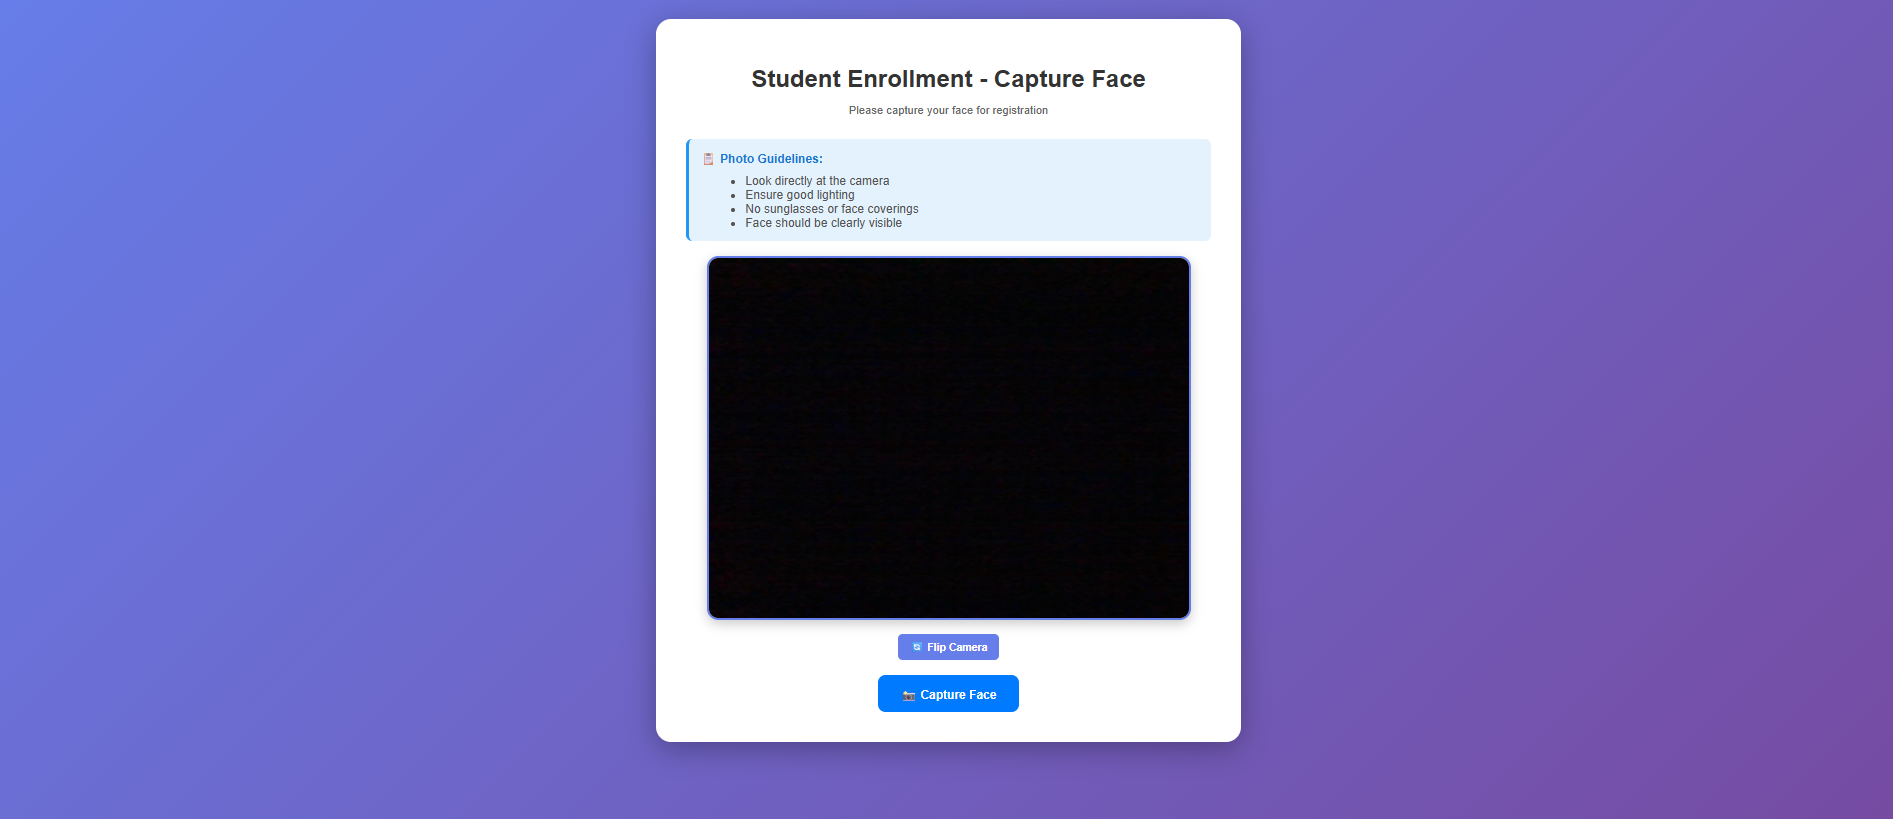 Student Enrollment - Capture Face
Please capture your face for registration
Photo Guidelines:
Look directly at the camera
Ensure good lighting
No sunglasses or face coverings
Face should be clearly visible
Flip Camera
Capture Face